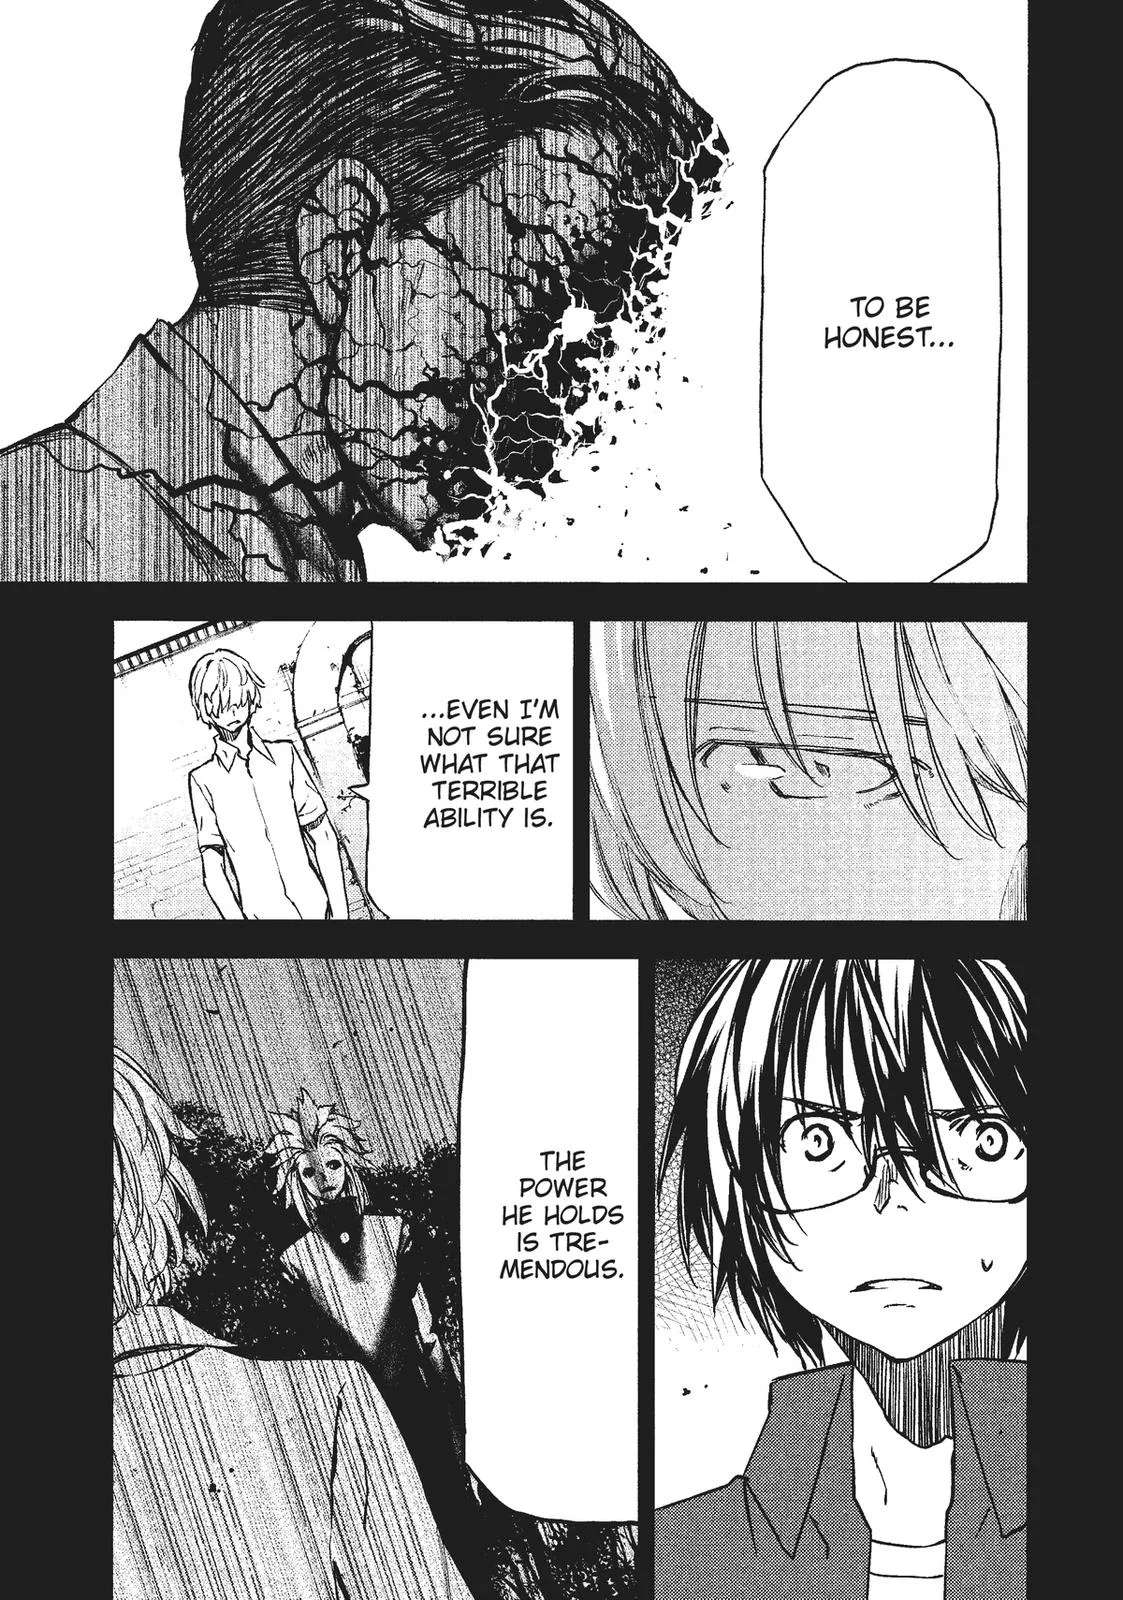 TO BE
HONEST...
...EVEN I'M
NOT SURE
WHAT THAT
TERRIBLE
ABILITY IS.
THE
POWER
HE HOLDS
IS TRE-
MENDOUS.